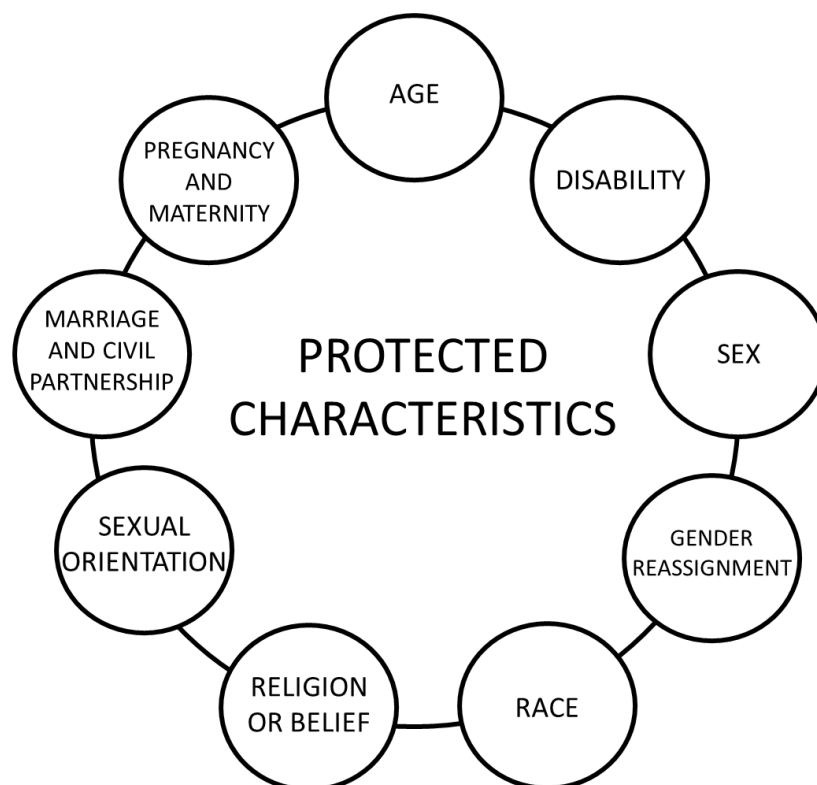 AGE
DISABILITY
SEX
GENDER
REASSIGNMENT
RACE
RELIGION
OR BELIEF
SEXUAL
ORIENTATION
MARRIAGE
AND CIVIL
PARTNERSHIP
PREGNANCY
AND
MATERNITY
PROTECTED
CHARACTERISTICS